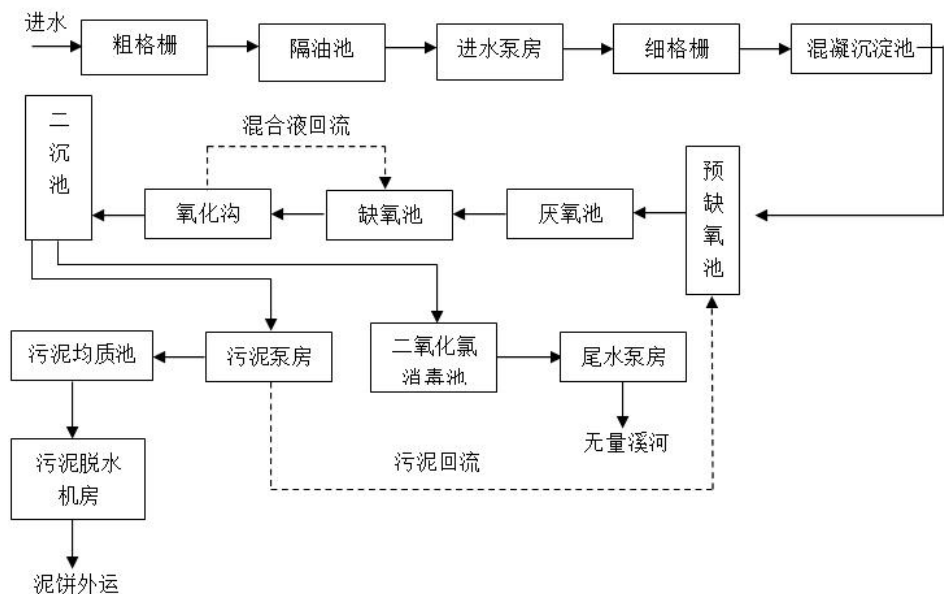 进水
粗格栅
隔油池
进水泵房
细格栅
混凝沉淀池
二
沉
池
混合液回流
氧化沟
缺氧池
厌氧池
预
缺
氧
池
污泥均质池
污泥泵房
二氧化氯
消毒池
尾水泵房
无量溪河
污泥脱水
机房
污泥回流
泥饼外运